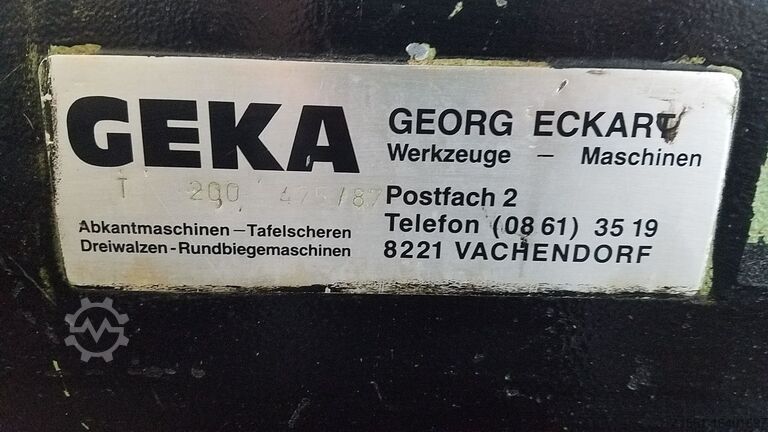 GEKA
T 200 475/87
Abkantmaschinen – Tafelscheren
Dreiwalzen-Rundbiegemaschinen
GEORG ECKART
Werkzeuge – Maschinen
Postfach 2
Telefon (08 61) 35 19
8221 VACHENDORF